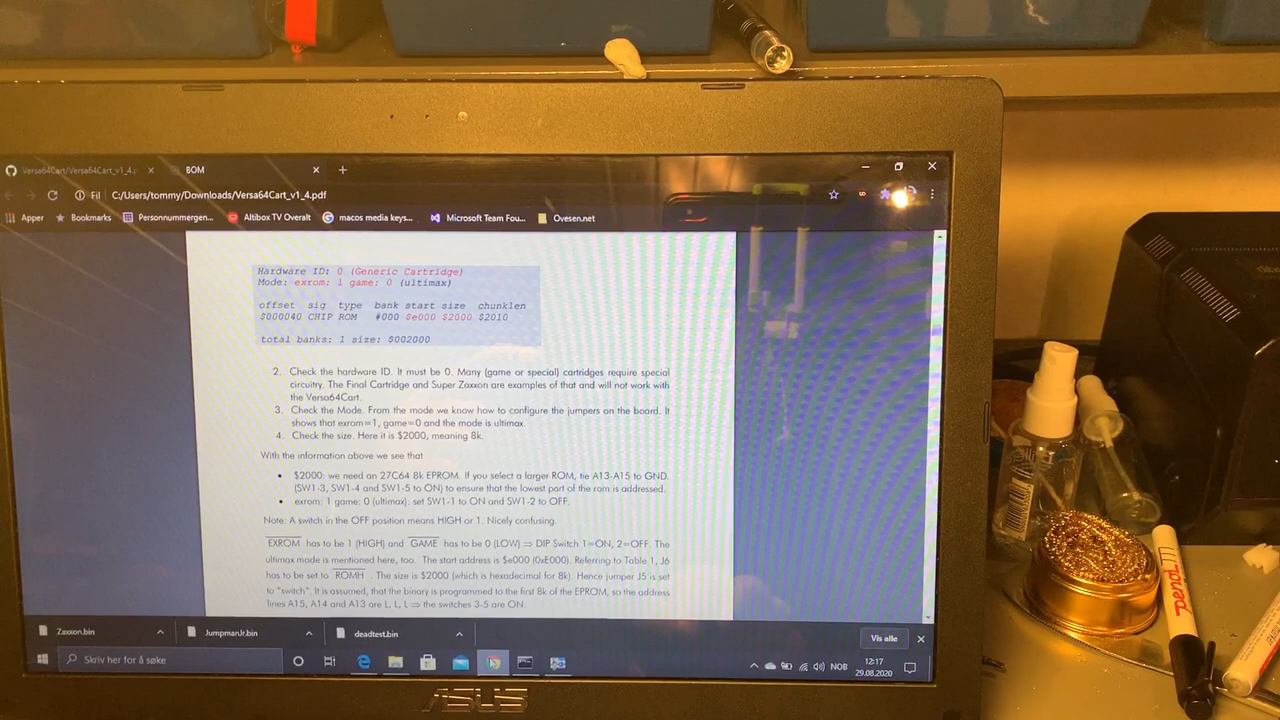 Versa64Cart/Versa64Cart_v1_4.p
BOM
Fil C:/Users/tommy/Downloads/Versa64Cart_v1_4.pdf
Apper Bookmarks Personnummergen... Altibox TV Overalt macos media keys... Microsoft Team Fou... Ovesen.net
Hardware ID: 0 (Generic Cartridge)
Mode: exrom: 1 game: 0 (ultimax)
offset sig type bank start size chunklen
$000040 CHIP ROM #000 $e000 $2000 $2010
total banks: 1 size: $002000
2. Check the hardware ID. It must be 0. Many (game or special) cartridges require special
circuitry. The Final Cartridge and Super Zaxxon are examples of that and will not work with
the Versa64Cart.
3. Check the Mode. From the mode we know how to configure the jumpers on the board. It
shows that exrom=1, game=0 and the mode is ultimax.
4. Check the size. Here it is $2000, meaning 8k.
With the information above we see that
• $2000: we need an 27C64 8k EPROM. If you select a larger ROM, tie A13-A15 to GND.
(SW1-3, SW1-4 and SW1-5 to ON) to ensure that the lowest part of the rom is addressed.
• exrom: 1 game: 0 (ultimax): set SW1-1 to ON and SW1-2 to OFF.
Note: A switch in the OFF position means HIGH or 1. Nicely confusing.
EXROM has to be 1 (HIGH) and GAME has to be 0 (LOW) ⇒ DIP Switch 1=ON, 2=OFF. The
ultimax mode is mentioned here, too. The start address is $e000 (0xE000). Referring to Table 1, J6
has to be set to ROMH . The size is $2000 (which is hexadecimal for 8k). Hence jumper J5 is set
to "switch". It is assumed, that the binary is programmed to the first 8k of the EPROM, so the address
lines A15, A14 and A13 are L, L, L ⇒ the switches 3-5 are ON.
Zaxxon.bin JumpmanJr.bin deadtest.bin Vis alle
Skriv her for å søke
NOB
12:17
29.08.2020
ASUS
penol 777